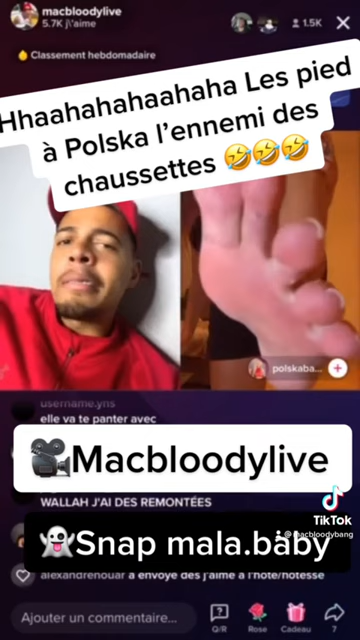 macbloodylive
5.7K j\'aime
1.5K
Classement hebdomadaire
Hhaahahahaahaha Les pied
à Polska l'ennemi des
chaussettes 🤣🤣🤣
polskaba...
username.yns
elle va te panter avec
🎥Macbloodylive
WALLAH J'AI DES REMONTÉES
TikTok
@macbloodybang
👻Snap mala.baby
alexandrenouar a envoyé des j'aime à l'hôte/hôtesse
Ajouter un commentaire...
Q/R
Rose
Cadeau
7